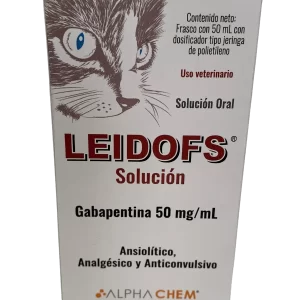 Contenido neto:
Frasco con 50 mL con
dosificador tipo jeringa
de polietileno
Uso veterinario
Solución Oral
LEIDOFS®
Solución
Gabapentina 50 mg/mL
Ansiolítico,
Analgésico y Anticonvulsivo
ALPHA CHEM®